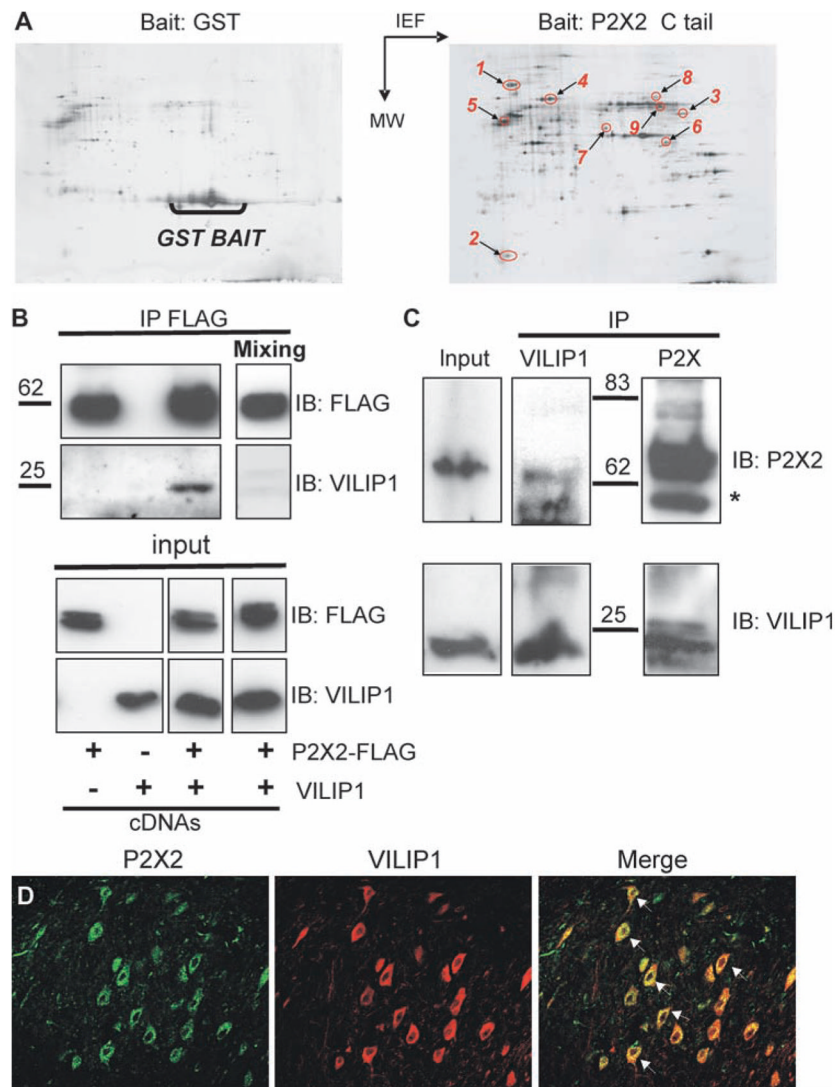 A
Bait: GST
IEF
MW
Bait: P2X2 C tail
1
4
8
3
5
9
7
6
2
GST BAIT
B
IP FLAG
Mixing
62
IB: FLAG
25
IB: VILIP1
input
IB: FLAG
IB: VILIP1
+ - + + P2X2-FLAG
- + + + VILIP1
cDNAs
C
IP
Input VILIP1 P2X
83
62
IB: P2X2
*
25
IB: VILIP1
P2X2 VILIP1 Merge
D